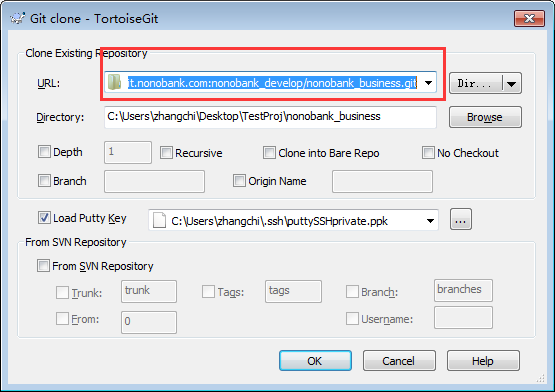 Git clone - TortoiseGit
Clone Existing Repository
URL: it.nonobank.com:nonobank_develop/nonobank_business.git Dir...
Directory: C:\Users\zhangchi\Desktop\TestProj\nonobank_business Browse
Depth 1 Recursive Clone into Bare Repo No Checkout
Branch Origin Name
Load Putty Key C:\Users\zhangchi\.ssh\puttySSHprivate.ppk ...
From SVN Repository
From SVN Repository
Trunk: trunk Tags: tags Branch: branches
From: 0 Username:
OK Cancel Help